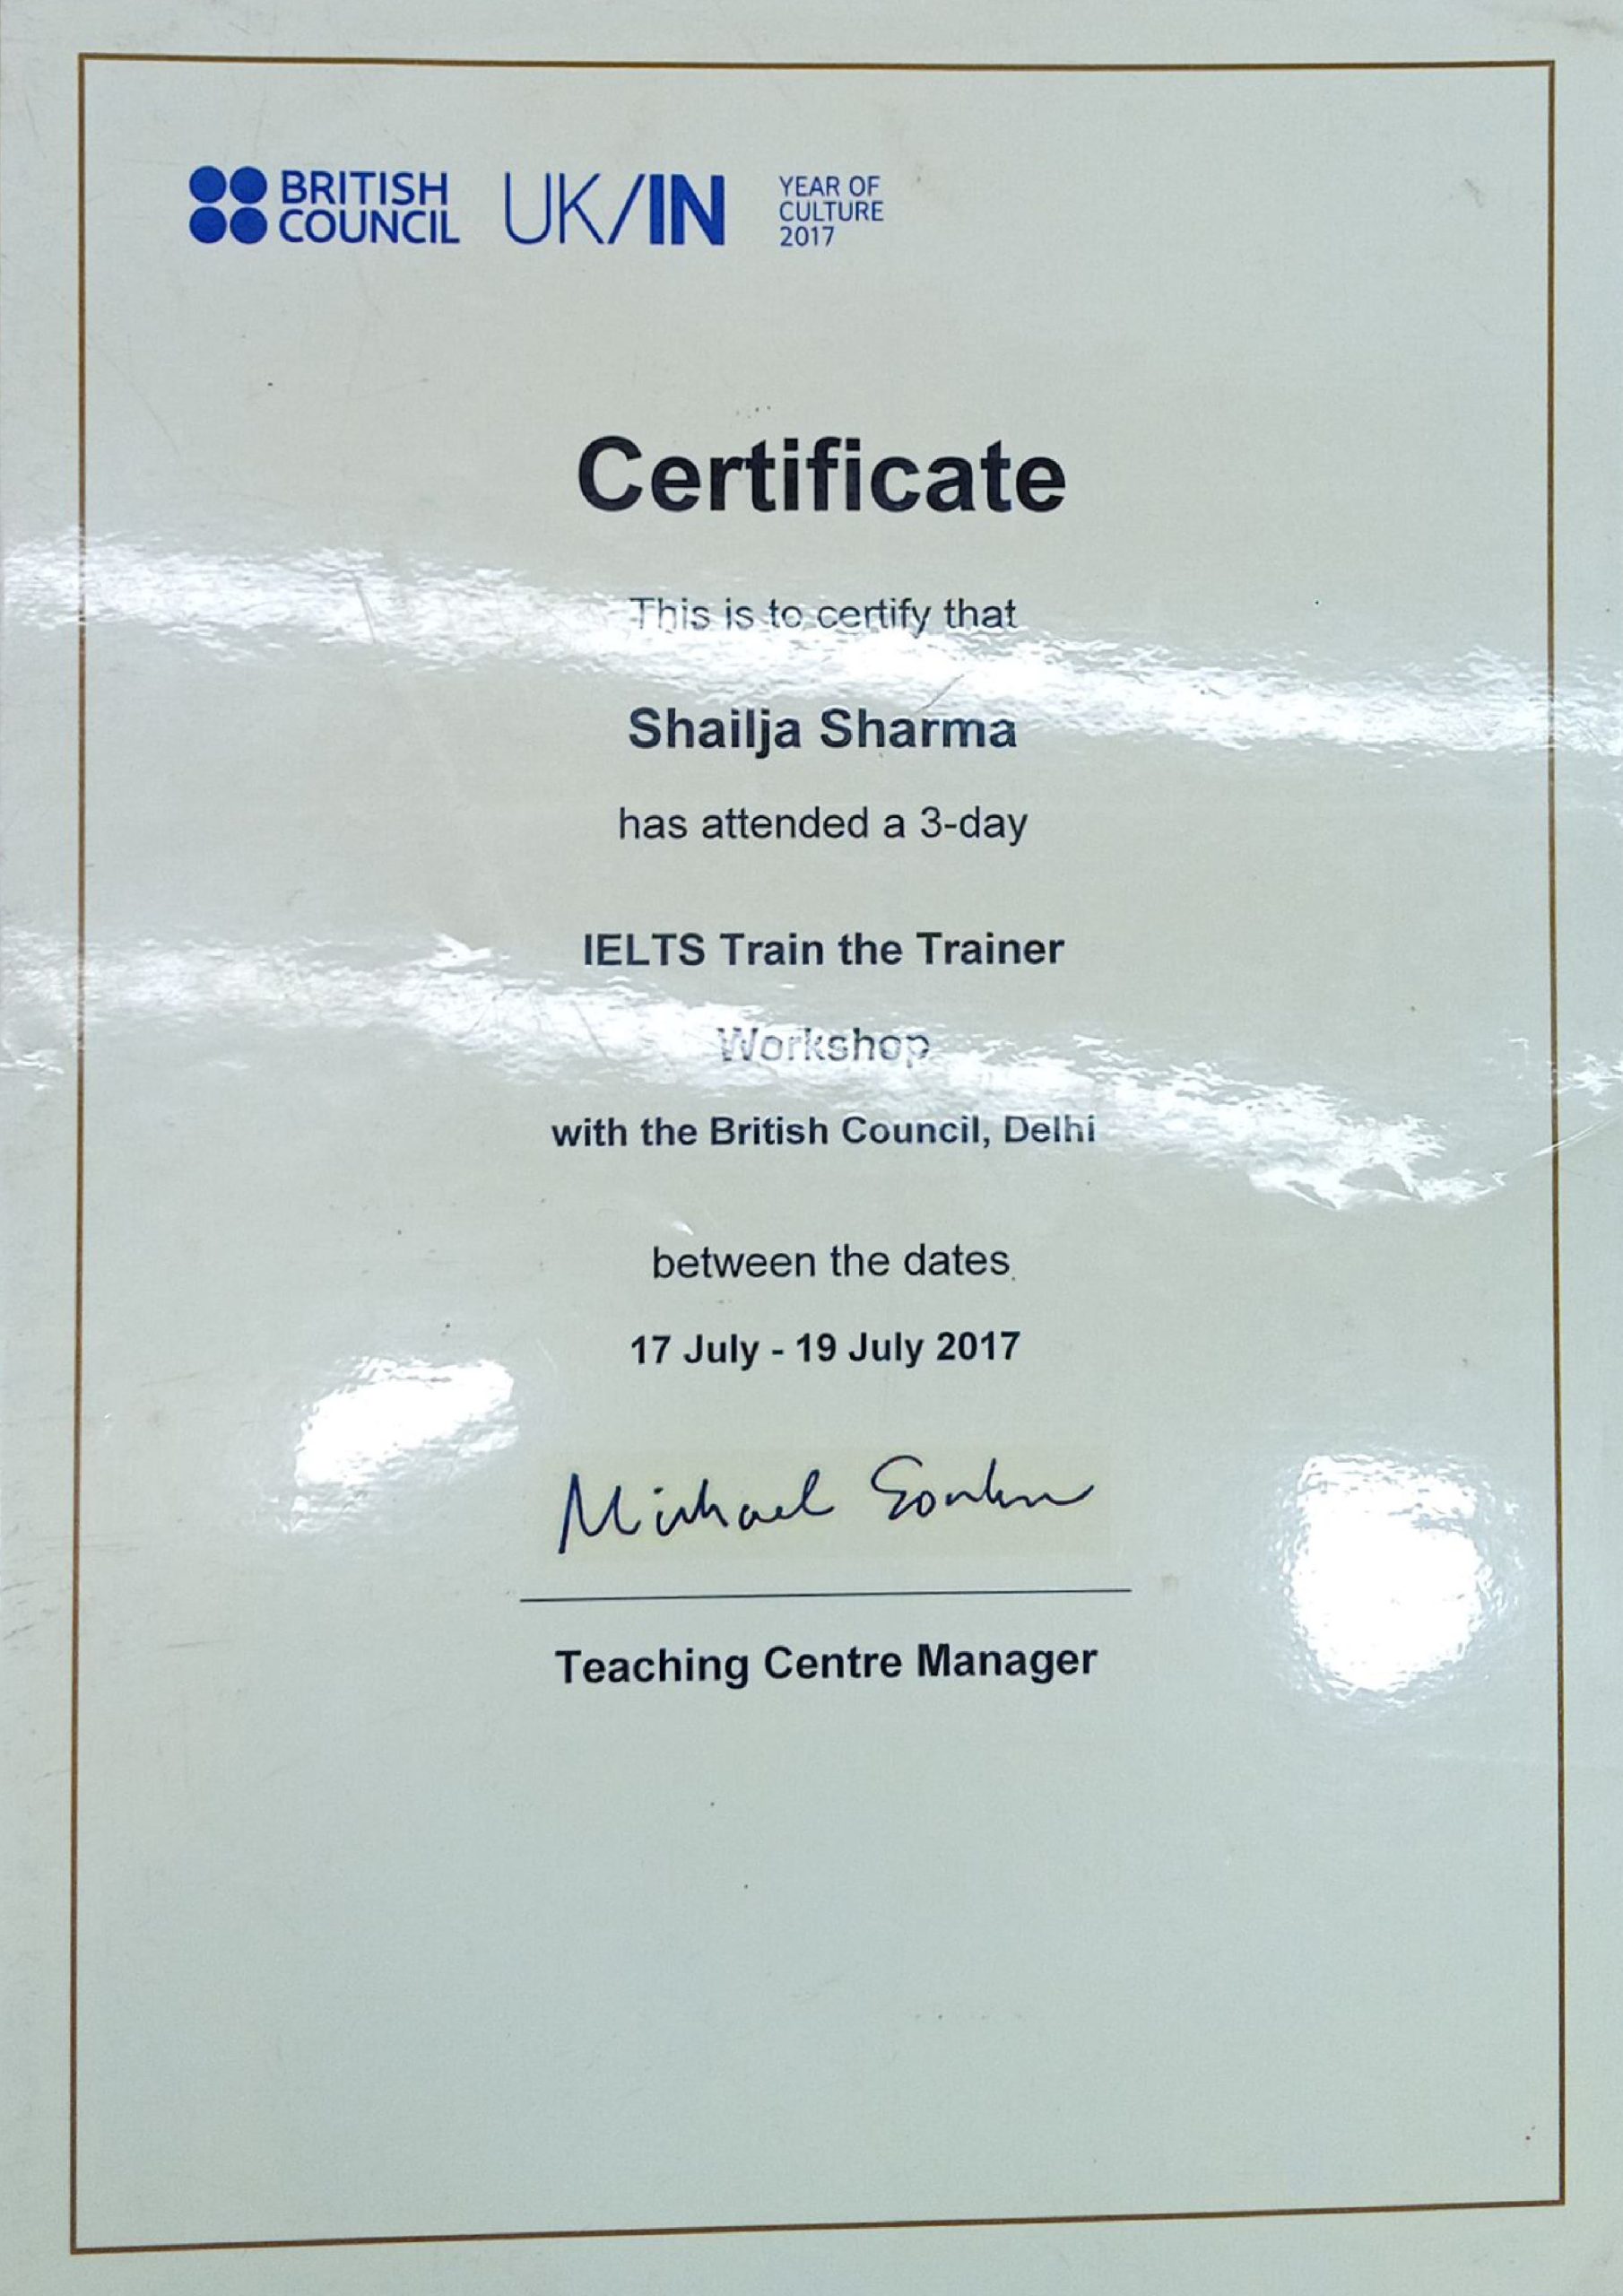 BRITISH
COUNCIL
UK/IN
YEAR OF
CULTURE
2017
Certificate
This is to certify that
Shailja Sharma
has attended a 3-day
IELTS Train the Trainer
Workshop
with the British Council, Delhi
between the dates
17 July - 19 July 2017
Michael
Teaching Centre Manager